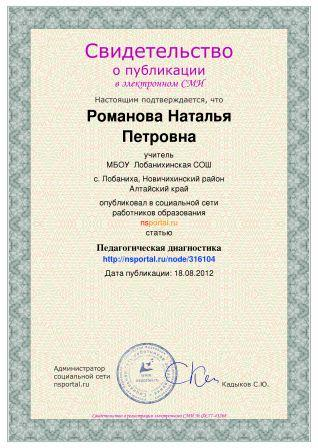 Свидетельство
о публикации
в электронном СМИ
Настоящим подтверждается, что
Романова Наталья
Петровна
учитель
МБОУ Лобанихинская СОШ
с. Лобаниха, Новичихинский район
Алтайский край
опубликовал в социальной сети
работников образования
nsportal.ru
статью
Педагогическая диагностика
http://nsportal.ru/node/316104
Дата публикации: 18.08.2012
Администратор
социальной сети
nsportal.ru
Кадыков С.Ю.
Свидетельство о регистрации электронного СМИ